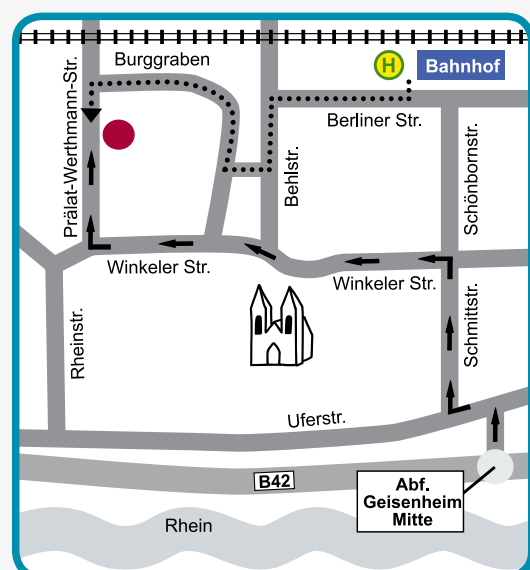 Burggraben
H
Bahnhof
Berliner Str.
Prälat-Werthmann-Str.
Behlstr.
Schönbornstr.
Winkeler Str.
Winkeler Str.
Rheinstr.
Schmittstr.
Uferstr.
B42
Abf.
Geisenheim
Mitte
Rhein